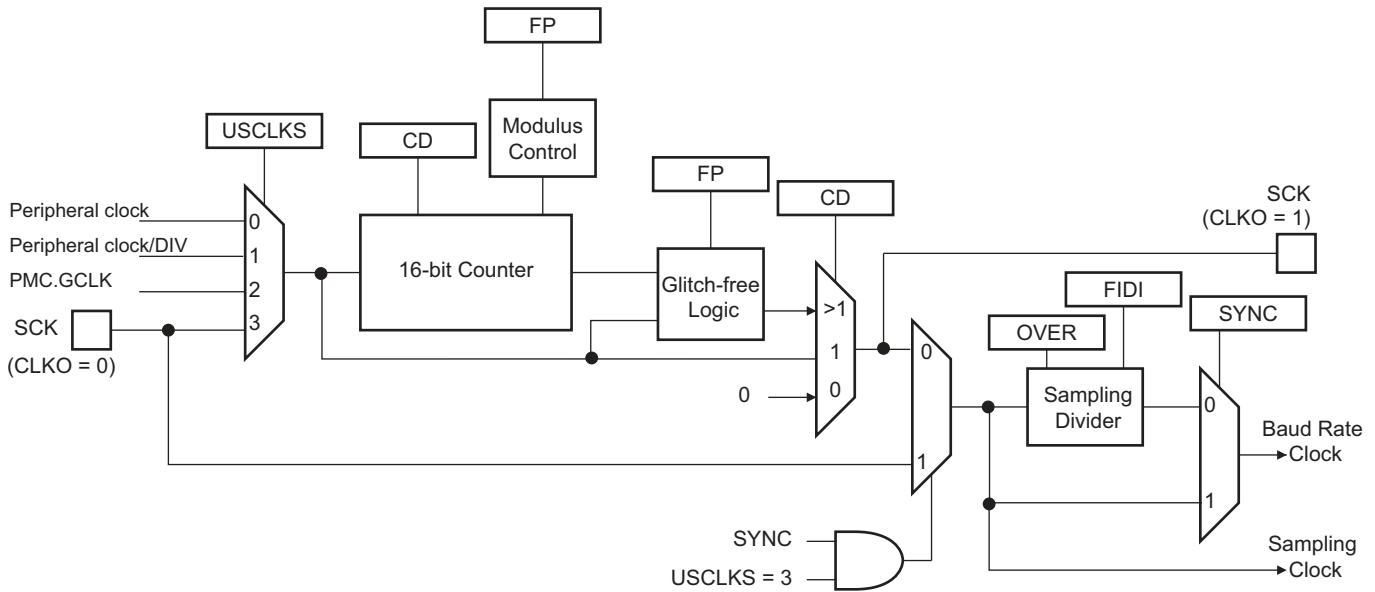 FP
USCLKS
CD
Modulus
Control
FP
CD
SCK
(CLKO = 1)
Peripheral clock
0
Peripheral clock/DIV
1
PMC.GCLK
2
SCK
3
(CLKO = 0)
16-bit Counter
Glitch-free
Logic
>1
1
0
0
0
1
FIDI
OVER
SYNC
Sampling
Divider
0
1
Baud Rate
Clock
SYNC
USCLKS = 3
Sampling
Clock